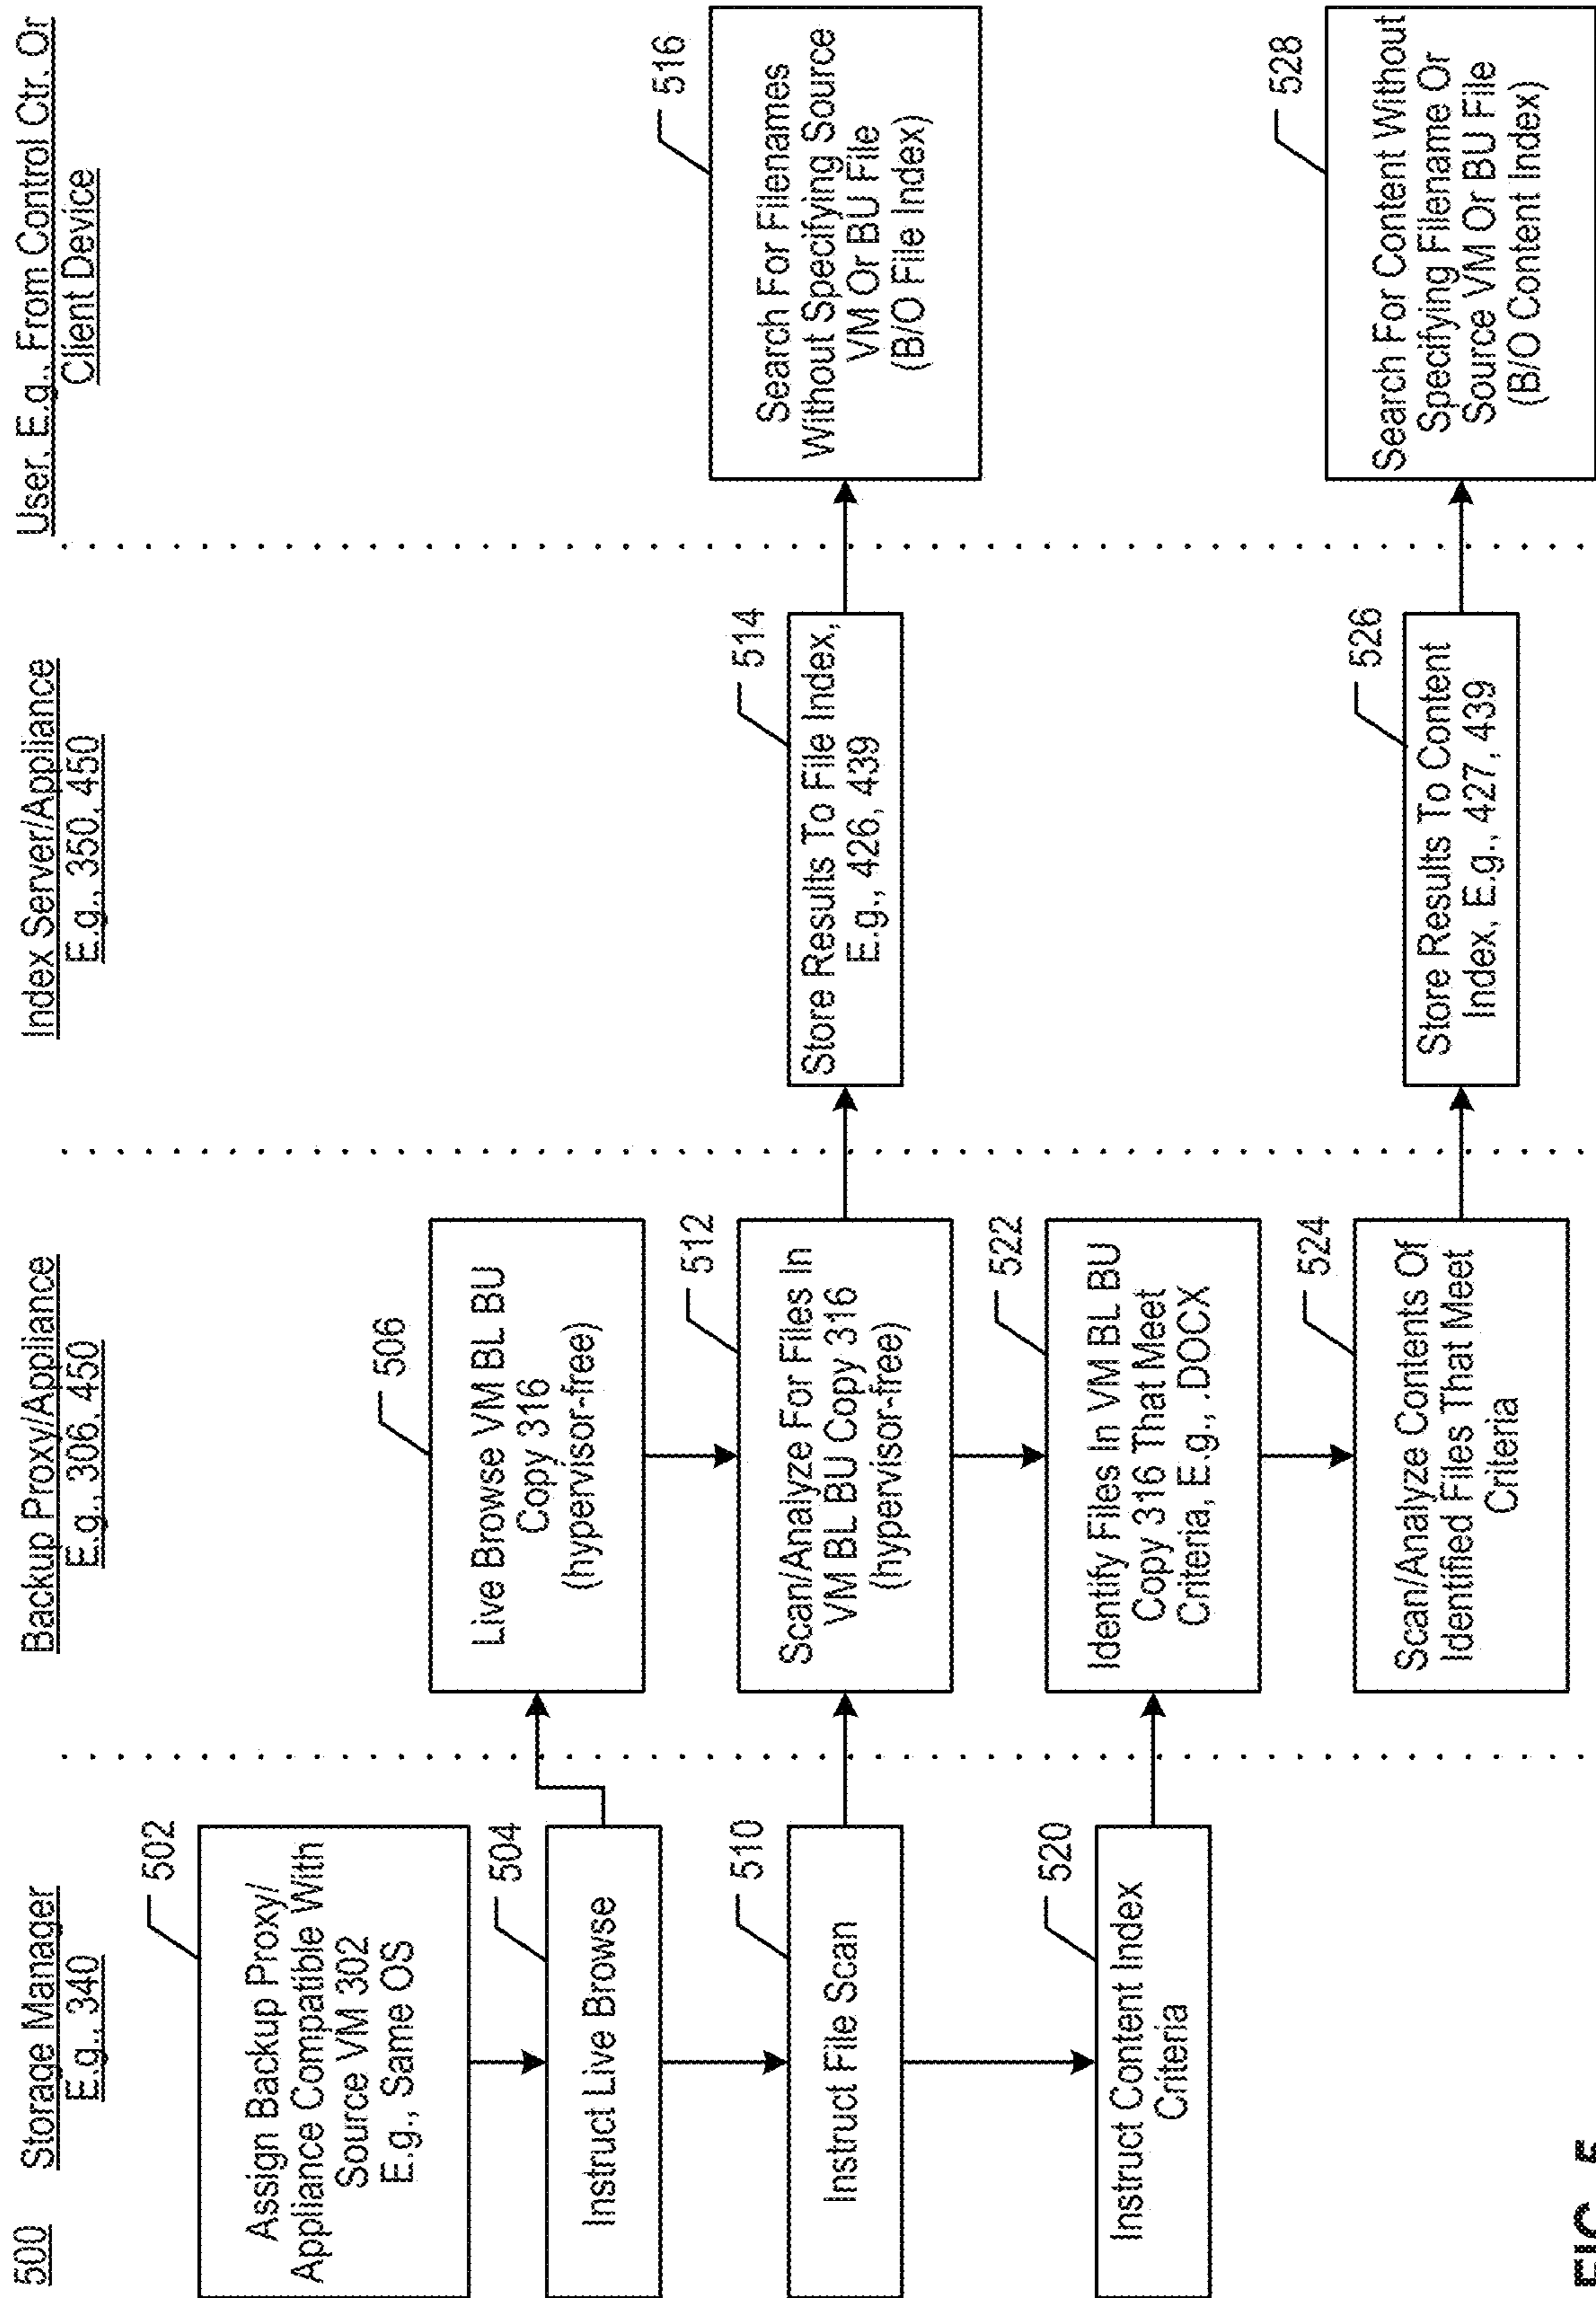 500
Storage Manager
E.g., 340
Backup Proxy/Appliance
E.g., 306, 450
Index Server/Appliance
E.g., 350, 450
User, E.g., From Control Ctr. Or
Client Device
502
Assign Backup Proxy/
Appliance Compatible With
Source VM 302
E.g., Same OS
504
Instruct Live Browse
506
Live Browse VM BL BU
Copy 316
(hypervisor-free)
510
Instruct File Scan
512
Scan/Analyze For Files In
VM BL BU Copy 316
(hypervisor-free)
514
Store Results To File Index,
E.g., 426, 439
516
Search For Filenames
Without Specifying Source
VM Or BU File
(B/O File Index)
520
Instruct Content Index
Criteria
522
Identify Files In VM BL BU
Copy 316 That Meet
Criteria, E.g., .DOCX
524
Scan/Analyze Contents Of
Identified Files That Meet
Criteria
526
Store Results To Content
Index, E.g., 427, 439
528
Search For Content Without
Specifying Filename Or
Source VM Or BU File
(B/O Content Index)
FIG. 5